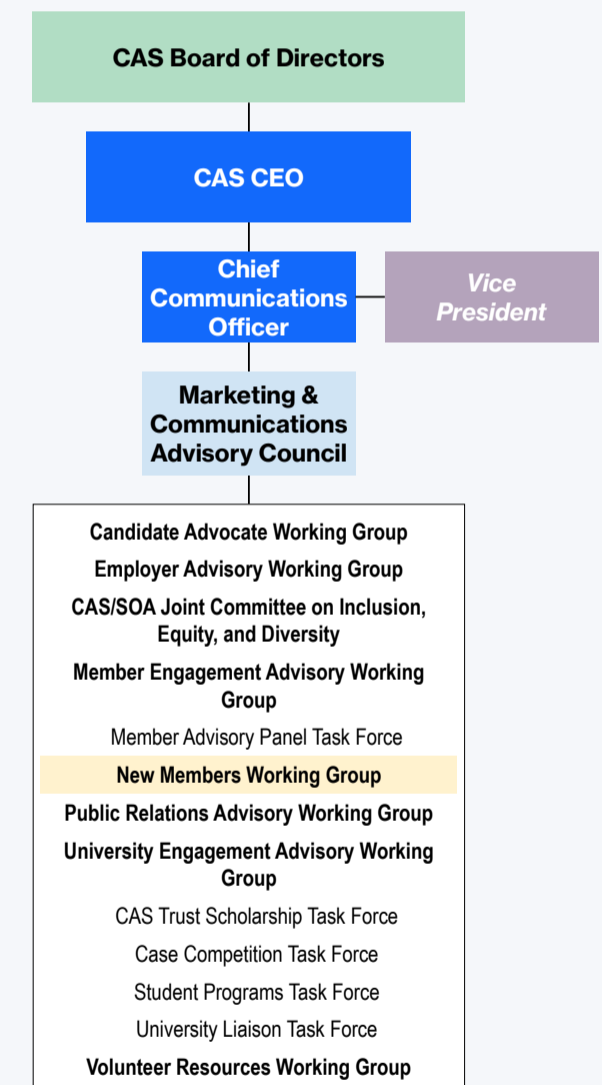 CAS Board of Directors
CAS CEO
Chief
Communications
Officer
Vice
President
Marketing &
Communications
Advisory Council
Candidate Advocate Working Group
Employer Advisory Working Group
CAS/SOA Joint Committee on Inclusion,
Equity, and Diversity
Member Engagement Advisory Working
Group
Member Advisory Panel Task Force
New Members Working Group
Public Relations Advisory Working Group
University Engagement Advisory Working
Group
CAS Trust Scholarship Task Force
Case Competition Task Force
Student Programs Task Force
University Liaison Task Force
Volunteer Resources Working Group